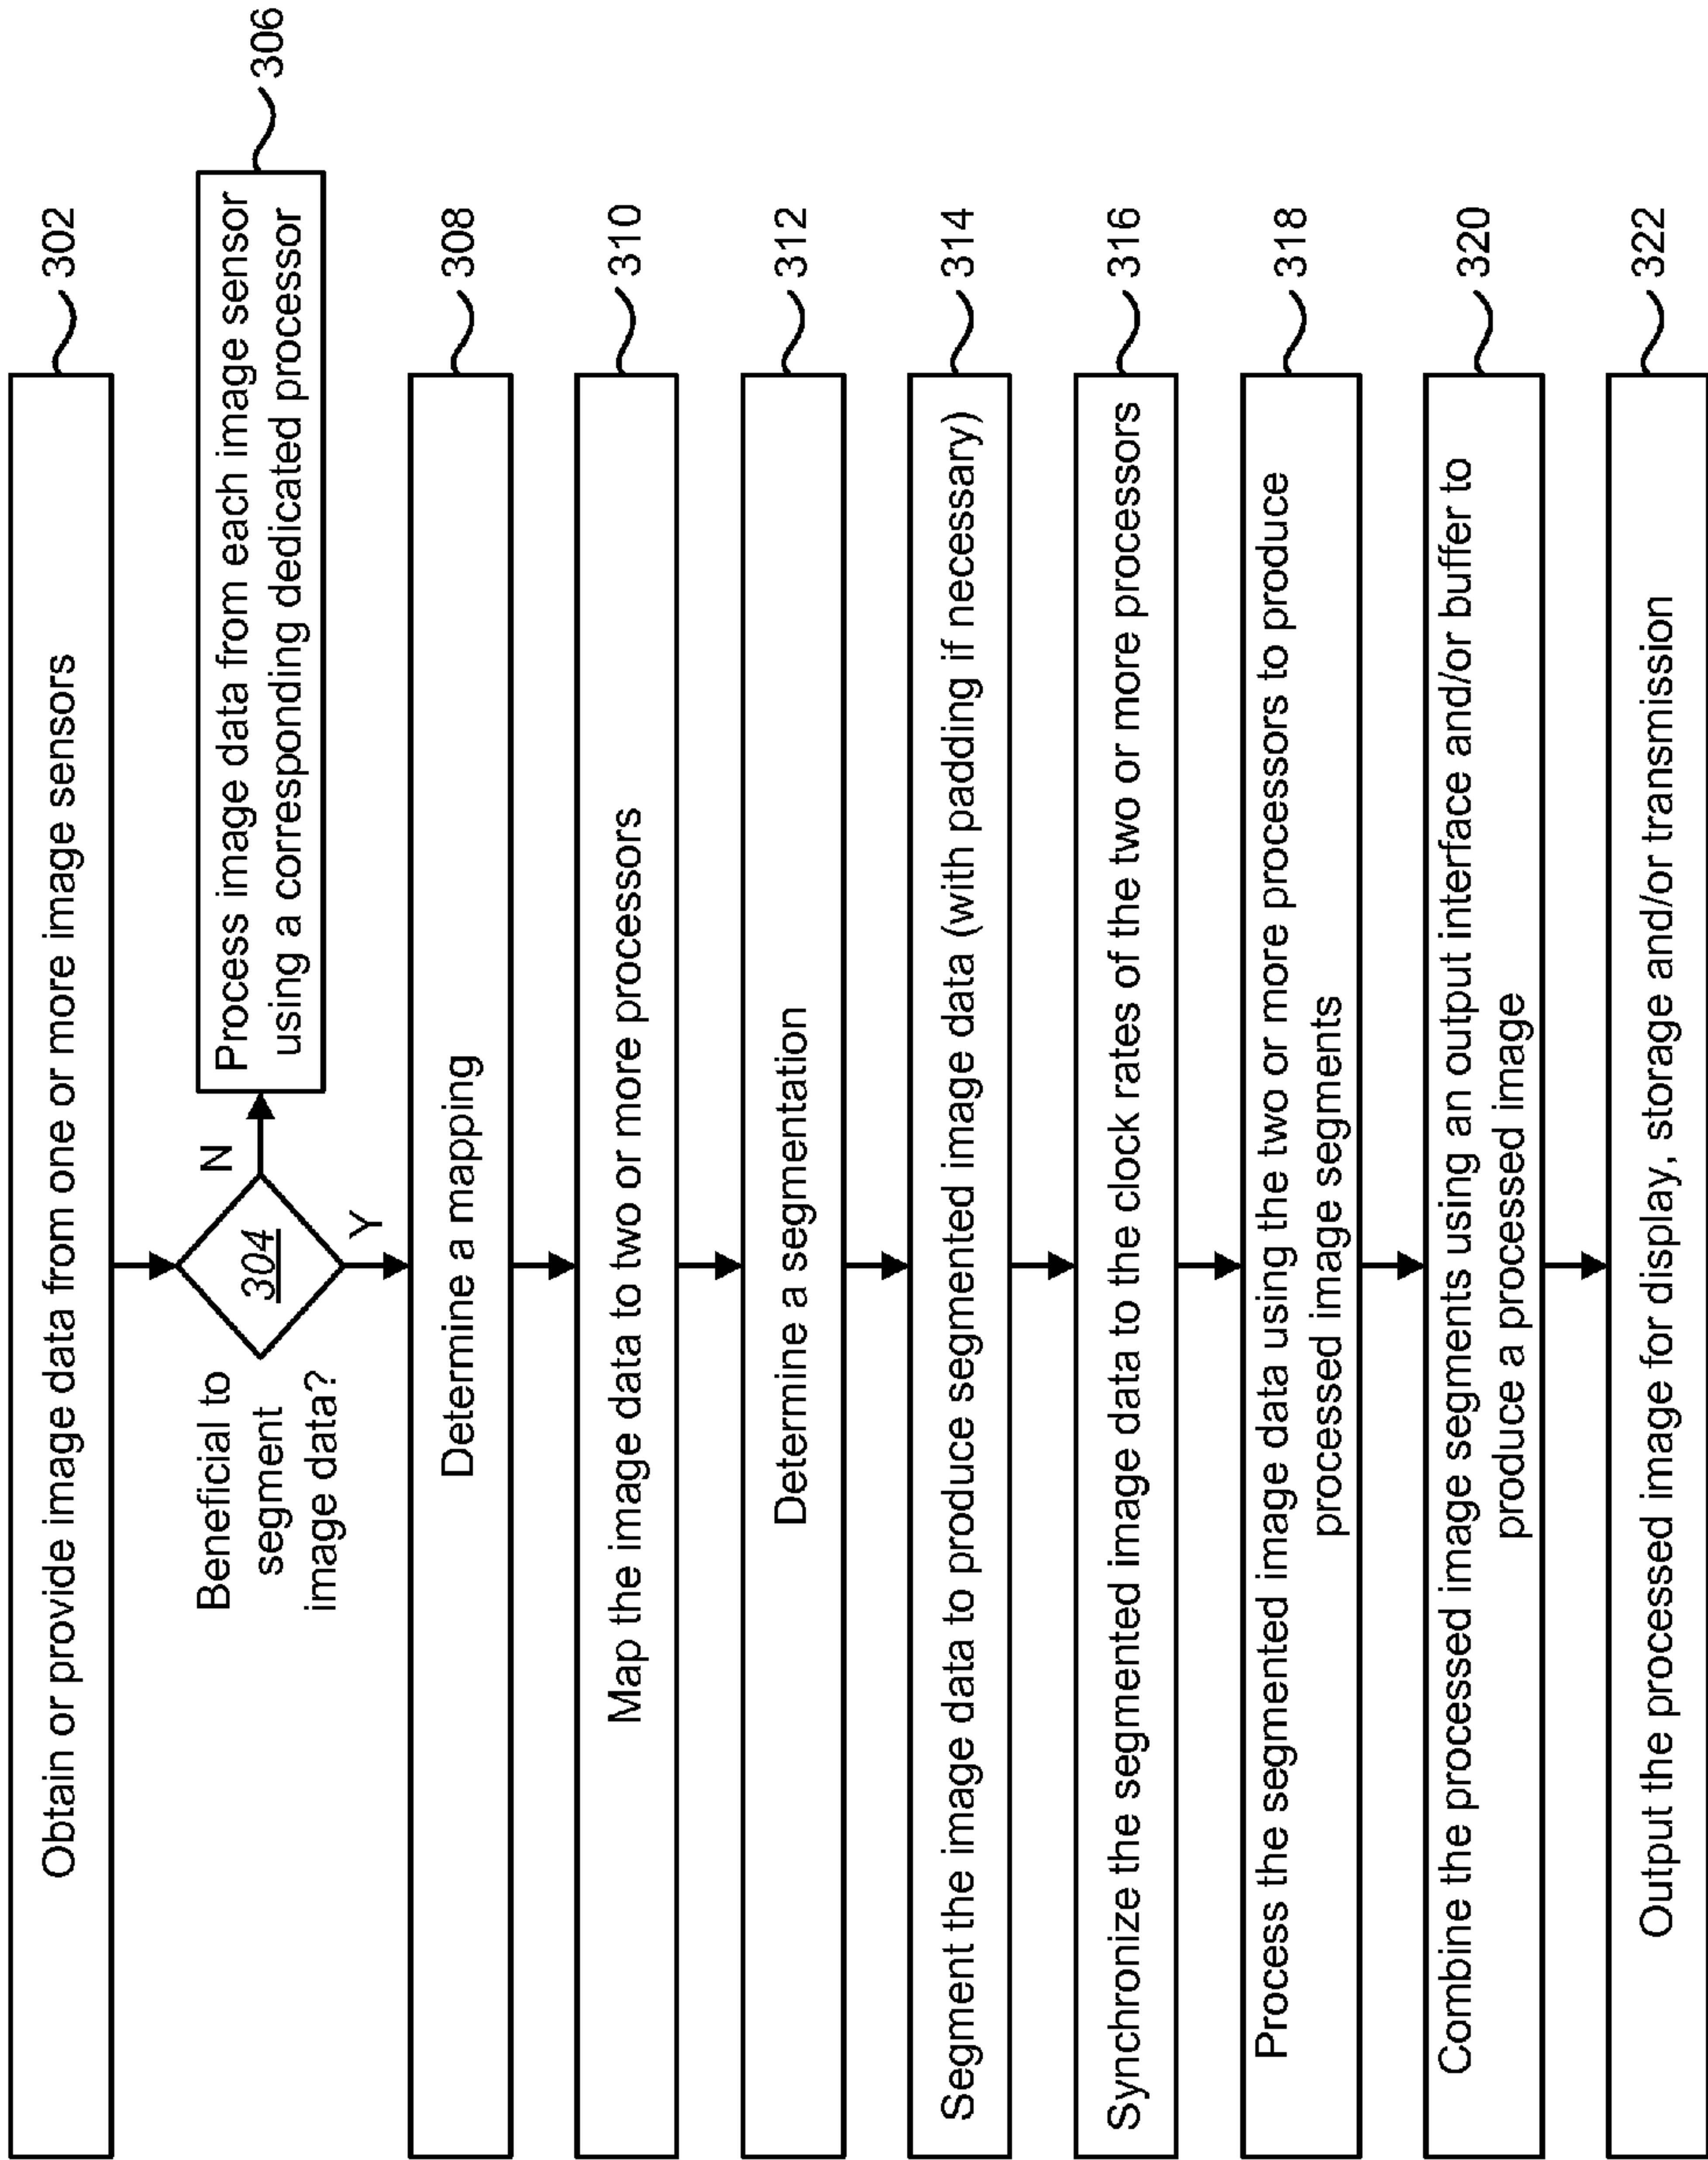 Obtain or provide image data from one or more image sensors
302
Beneficial to
segment
image data?
304
N
Y
Process image data from each image sensor
using a corresponding dedicated processor
306
Determine a mapping
308
Map the image data to two or more processors
310
Determine a segmentation
312
Segment the image data to produce segmented image data (with padding if necessary)
314
Synchronize the segmented image data to the clock rates of the two or more processors
316
Process the segmented image data using the two or more processors to produce
processed image segments
318
Combine the processed image segments using an output interface and/or buffer to
produce a processed image
320
Output the processed image for display, storage and/or transmission
322